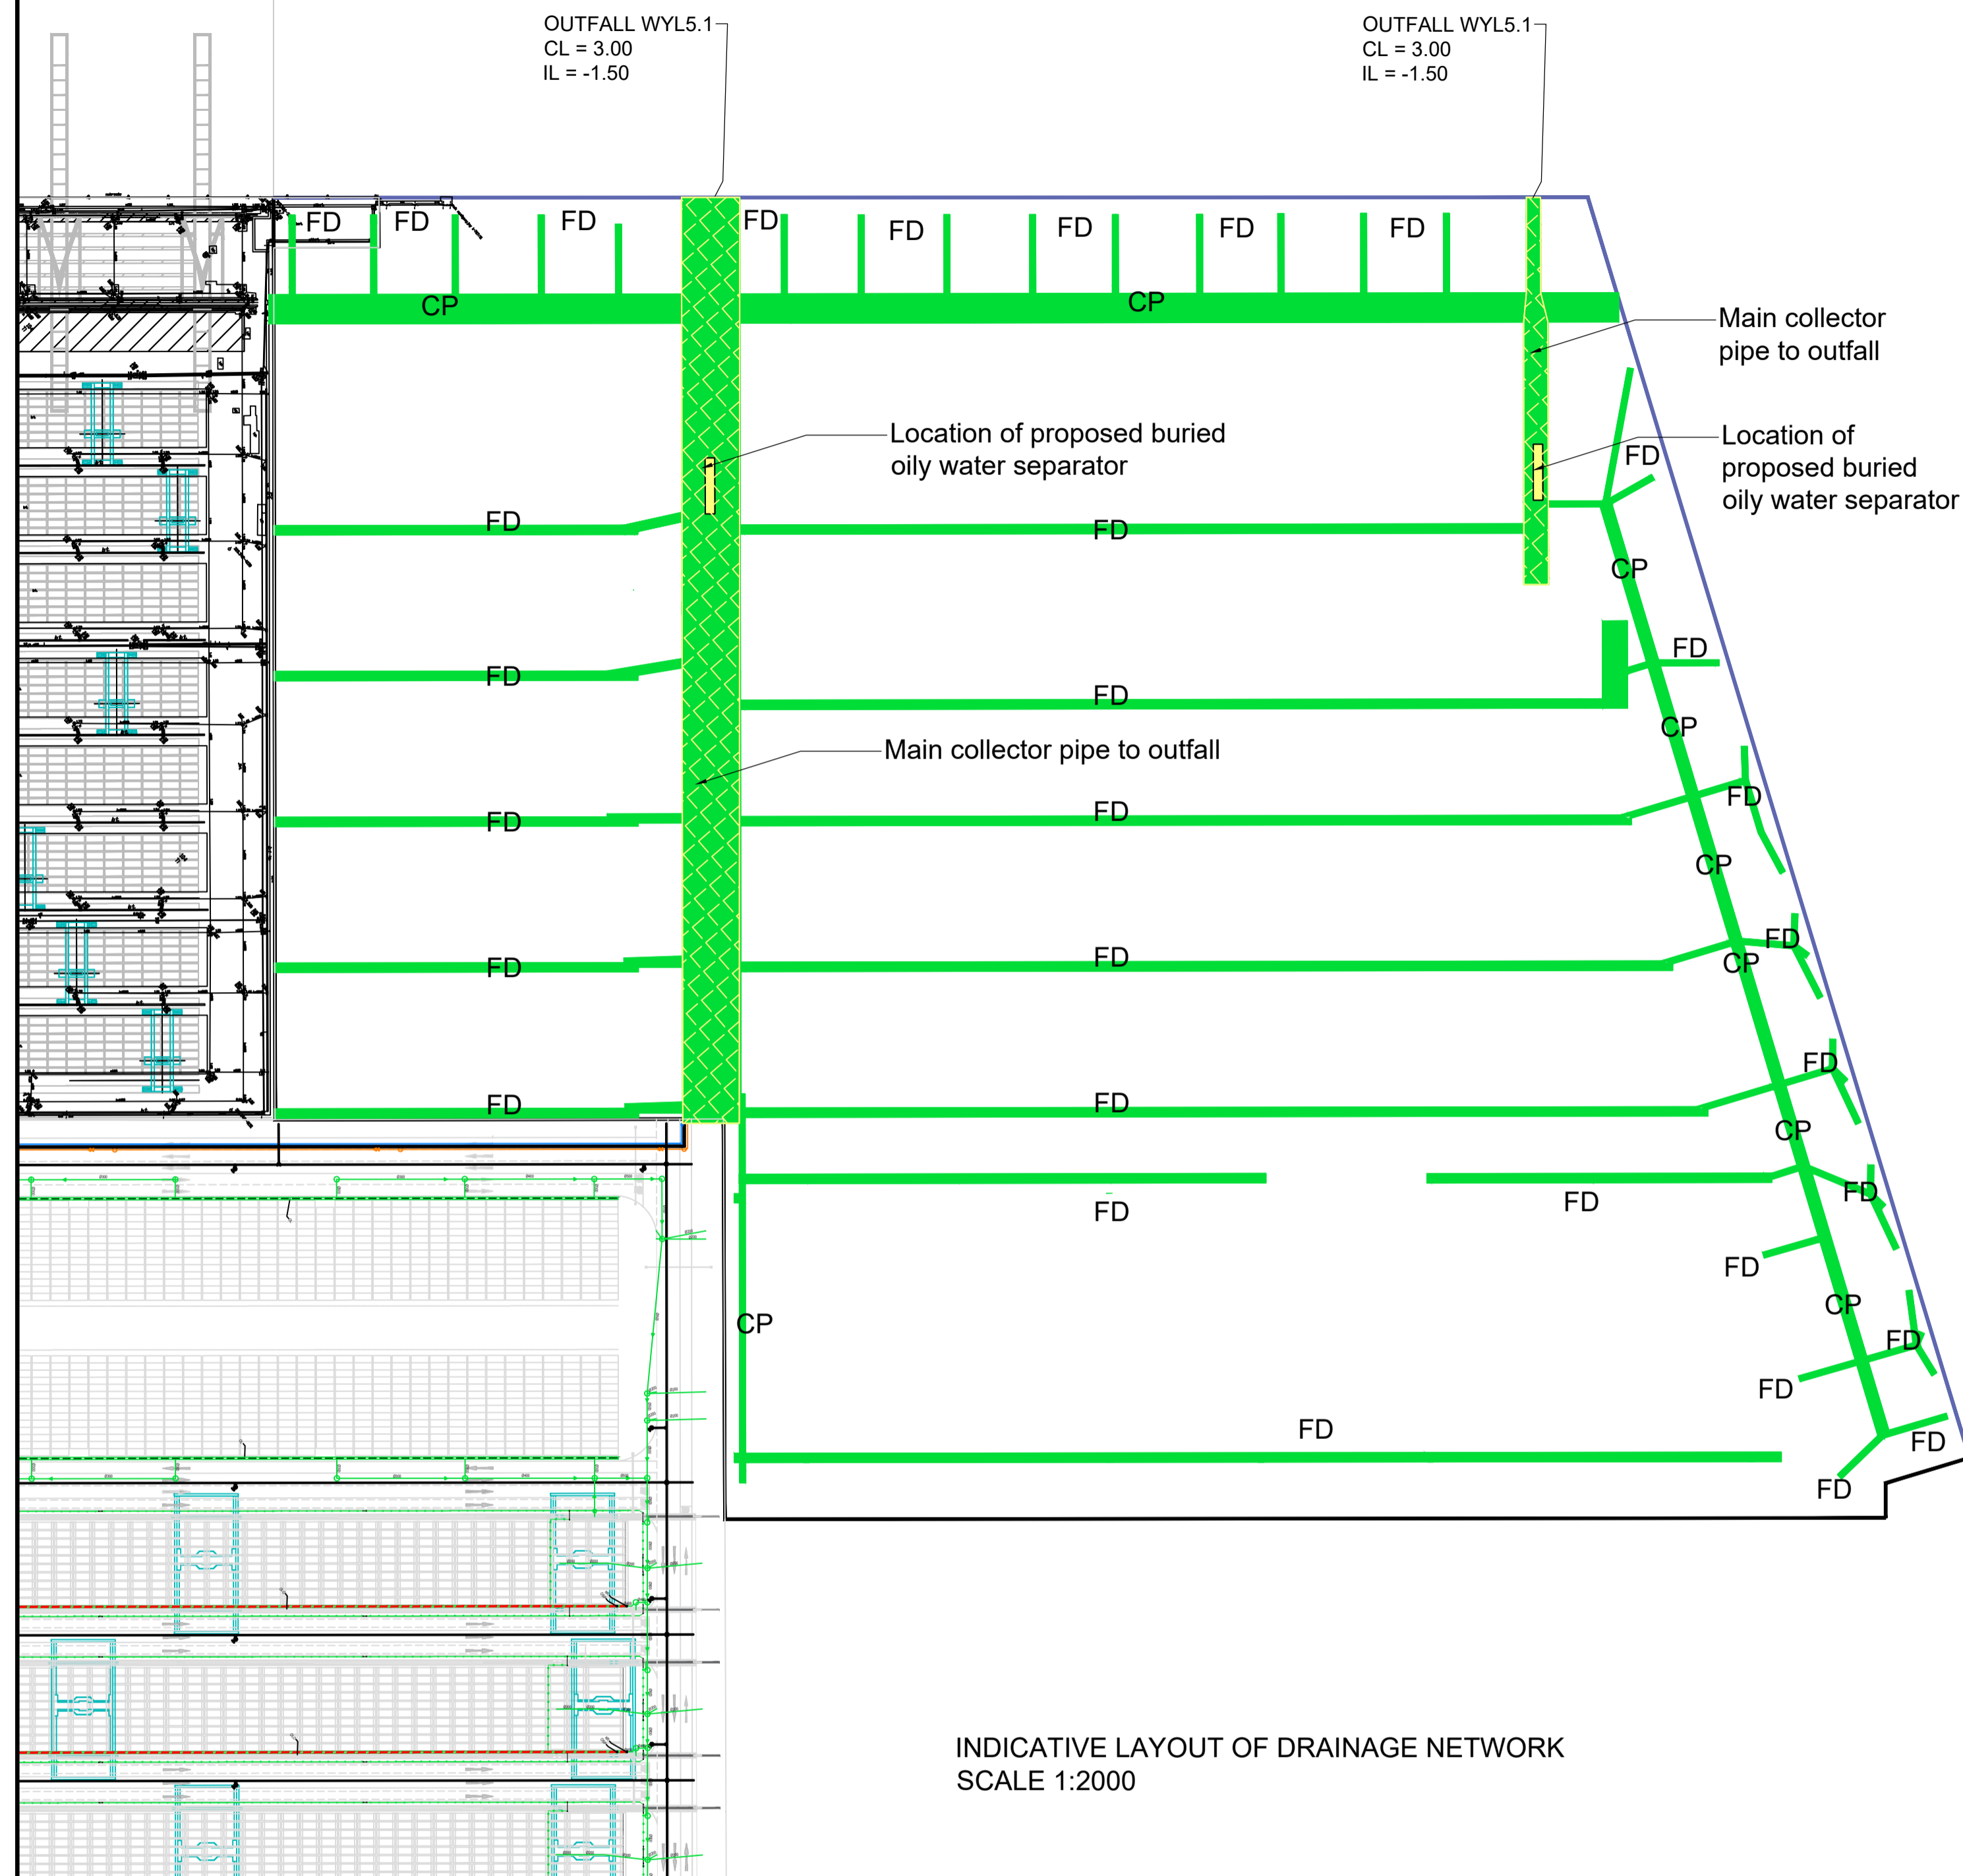 OUTFALL WYL5.1
CL = 3.00
IL = -1.50
OUTFALL WYL5.1
CL = 3.00
IL = -1.50
FD
FD
FD
FD
FD
FD
FD
FD
CP
CP
Main collector
pipe to outfall
Location of proposed buried
oily water separator
Location of
proposed buried
oily water separator
FD
FD
FD
CP
FD
FD
FD
CP
Main collector pipe to outfall
FD
FD
FD
CP
FD
FD
FD
CP
FD
FD
FD
CP
FD
FD
FD
FD
CP
CP
FD
FD
FD
FD
FD
INDICATIVE LAYOUT OF DRAINAGE NETWORK
SCALE 1:2000